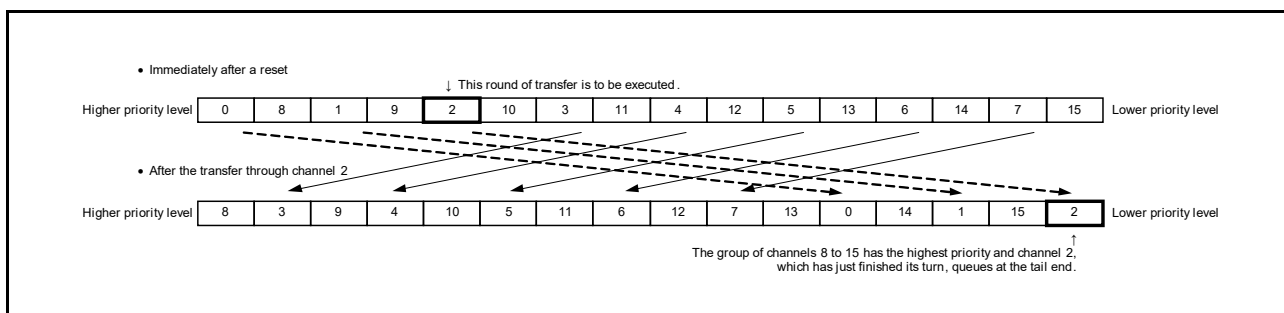 • Immediately after a reset
↓ This round of transfer is to be executed.
Higher priority level 0 8 1 9 2 10 3 11 4 12 5 13 6 14 7 15 Lower priority level
• After the transfer through channel 2
Higher priority level 8 3 9 4 10 5 11 6 12 7 13 0 14 1 15 2 Lower priority level
↑
The group of channels 8 to 15 has the highest priority and channel 2,
which has just finished its turn, queues at the tail end.